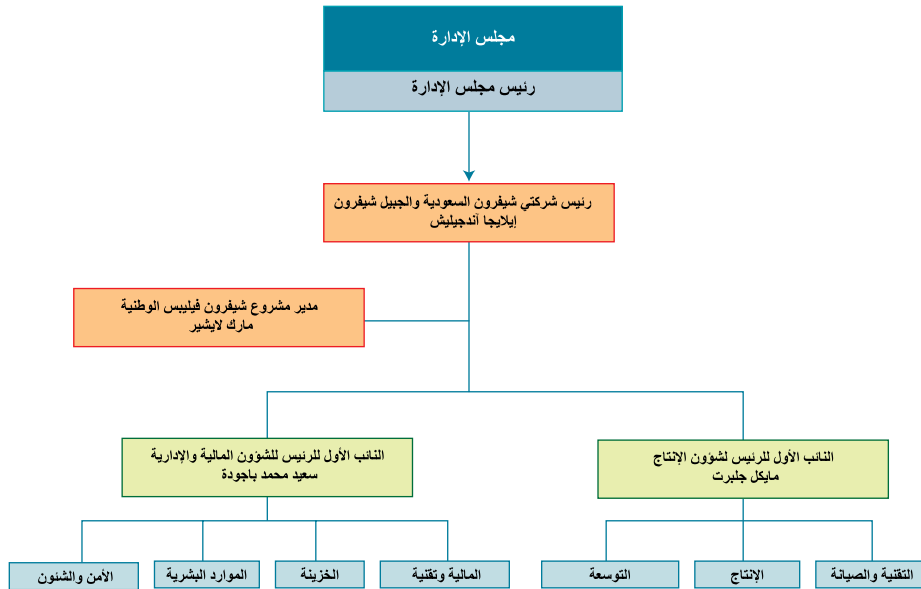 مجلس الإدارة
رئيس مجلس الإدارة
رئيس شركتي شيفرون السعودية والجبيل شيفرون
إيلايجا آندجيليش
مدير مشروع شيفرون فيليبس الوطنية
مارك لايشير
النائب الأول للرئيس لشؤون الإنتاج
مايكل جلبرت
النائب الأول للرئيس للشؤون المالية والإدارية
سعيد محمد باجودة
التقنية والصيانة
الإنتاج
التوسعة
المالية وتقنية
الخزينة
الموارد البشرية
الأمن والشئون